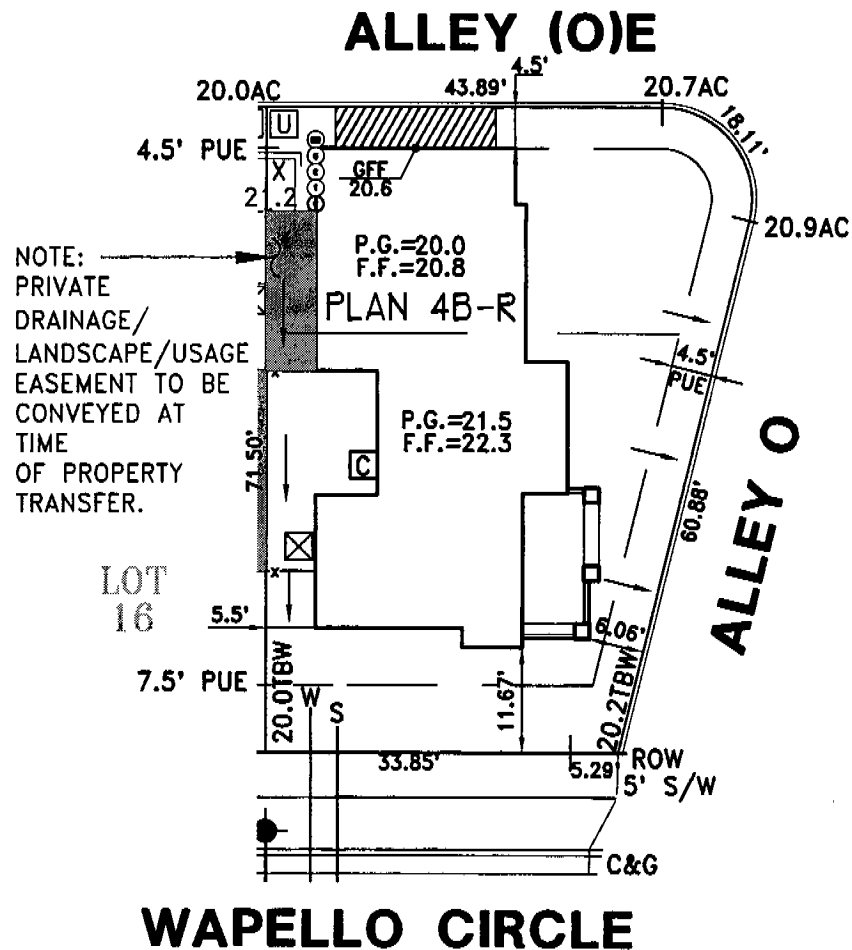 ALLEY (O)E
4.5'
20.0AC
43.89'
20.7AC
18.11'
U
4.5' PUE
X
GFF
20.6
20.9AC
P.G.=20.0
F.F.=20.8
NOTE:
PRIVATE
DRAINAGE/
LANDSCAPE/USAGE
EASEMENT TO BE
CONVEYED AT
TIME
OF PROPERTY
TRANSFER.
PLAN 4B-R
4.5'
PUE
P.G.=21.5
F.F.=22.3
71.50'
C
60.88'
ALLEY O
LOT
16
5.5'
6.06'
7.5' PUE
20.0TBW
W
S
11.67'
20.2TBW
33.85'
5.29
ROW
5' S/W
C&G
WAPELLO CIRCLE